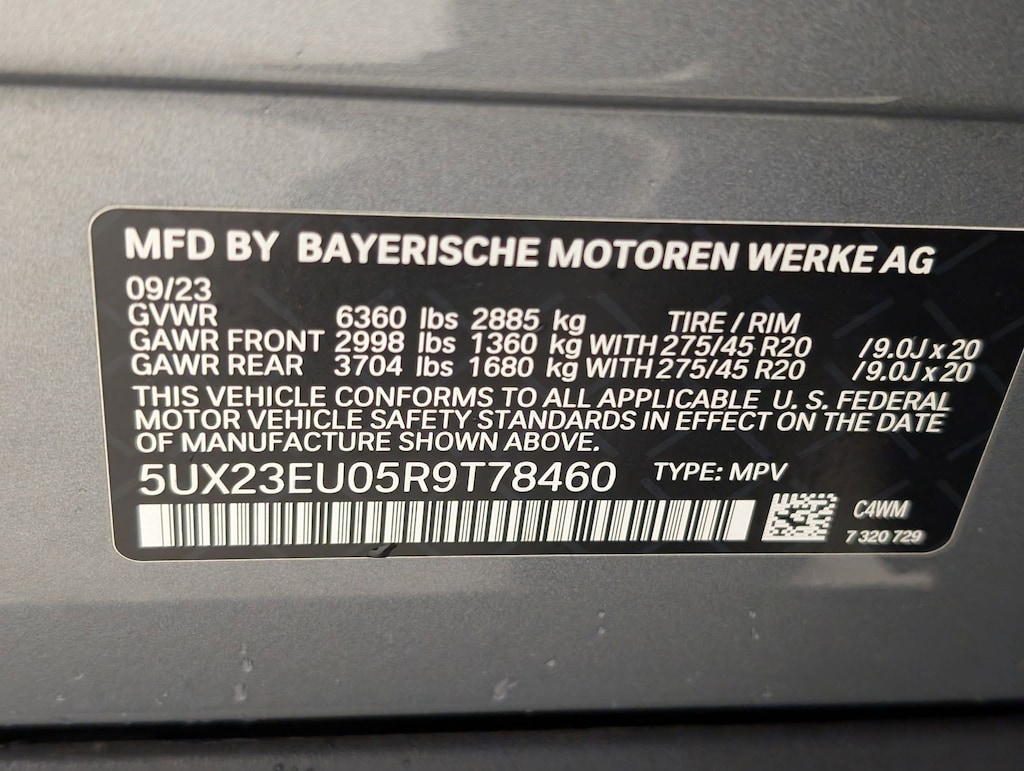 MFD BY BAYERISCHE MOTOREN WERKE AG
09/23
GVWR 6360 lbs 2885 kg TIRE / RIM
GAWR FRONT 2998 lbs 1360 kg WITH 275/45 R20 / 9.0J x 20
GAWR REAR 3704 lbs 1680 kg WITH 275/45 R20 / 9.0J x 20
THIS VEHICLE CONFORMS TO ALL APPLICABLE U. S. FEDERAL
MOTOR VEHICLE SAFETY STANDARDS IN EFFECT ON THE DATE
OF MANUFACTURE SHOWN ABOVE.
5UX23EU05R9T78460 TYPE: MPV
C4WM
7 320 729